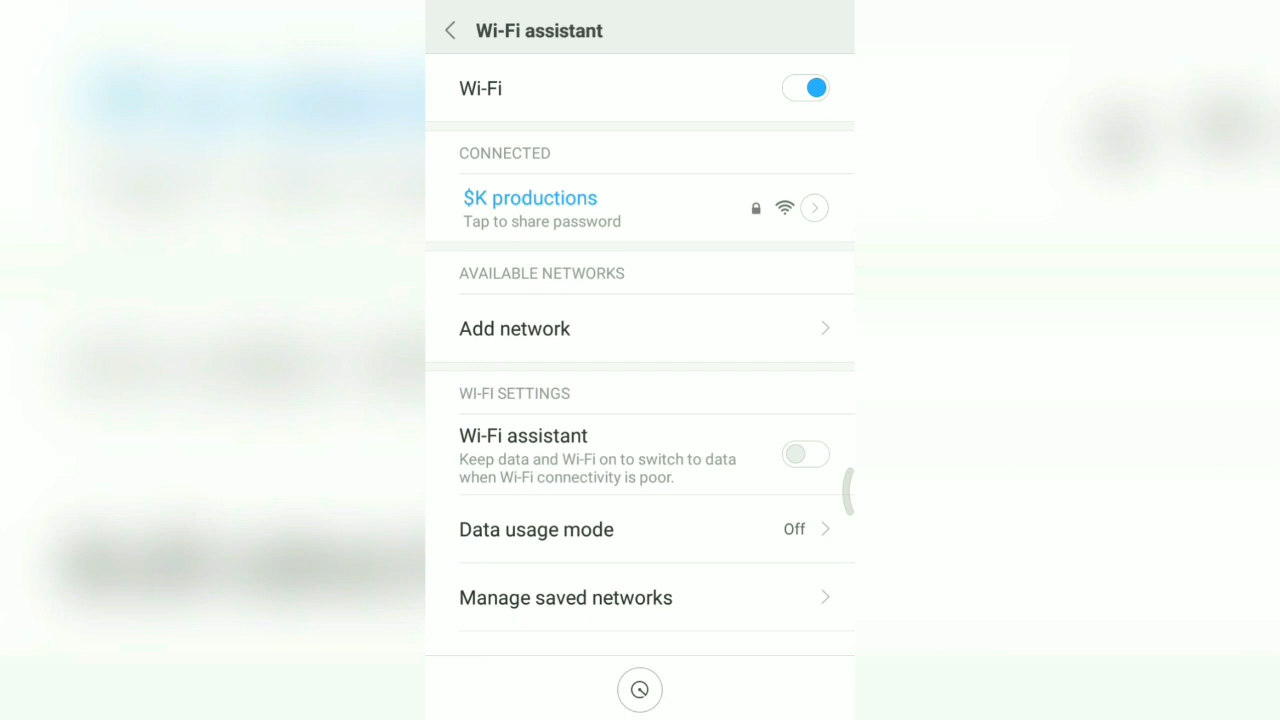 Wi-Fi assistant
Wi-Fi
CONNECTED
$K productions
Tap to share password
AVAILABLE NETWORKS
Add network
WI-FI SETTINGS
Wi-Fi assistant
Keep data and Wi-Fi on to switch to data
when Wi-Fi connectivity is poor.
Data usage mode Off
Manage saved networks